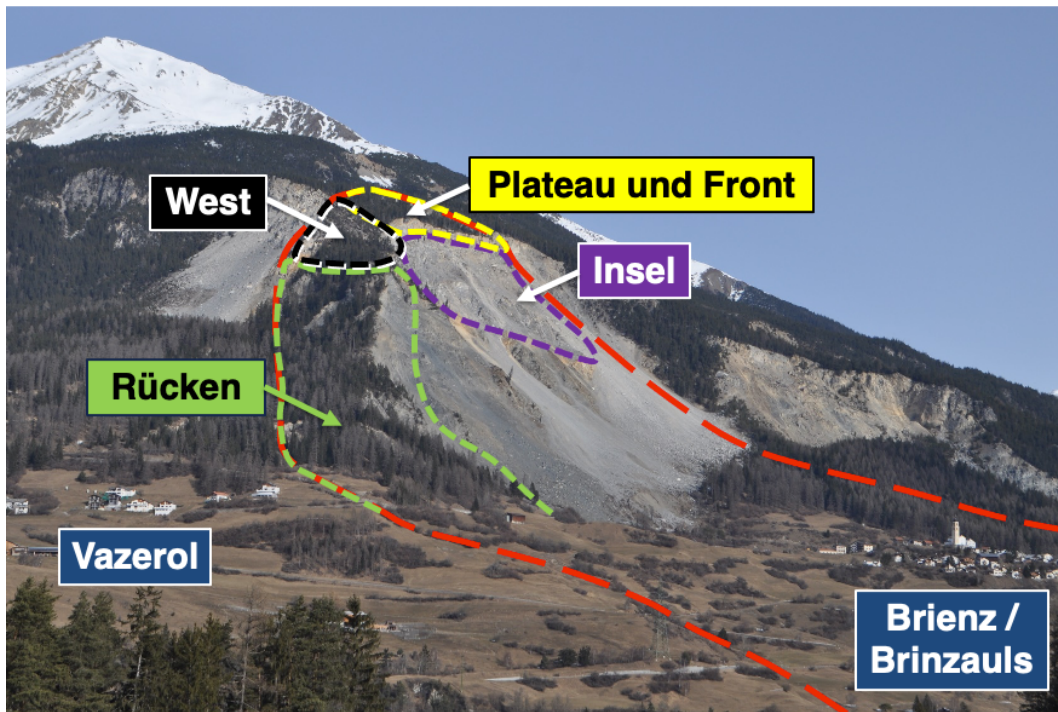 West
Plateau und Front
Insel
Rücken
Vazerol
Brienz /
Brinzauls